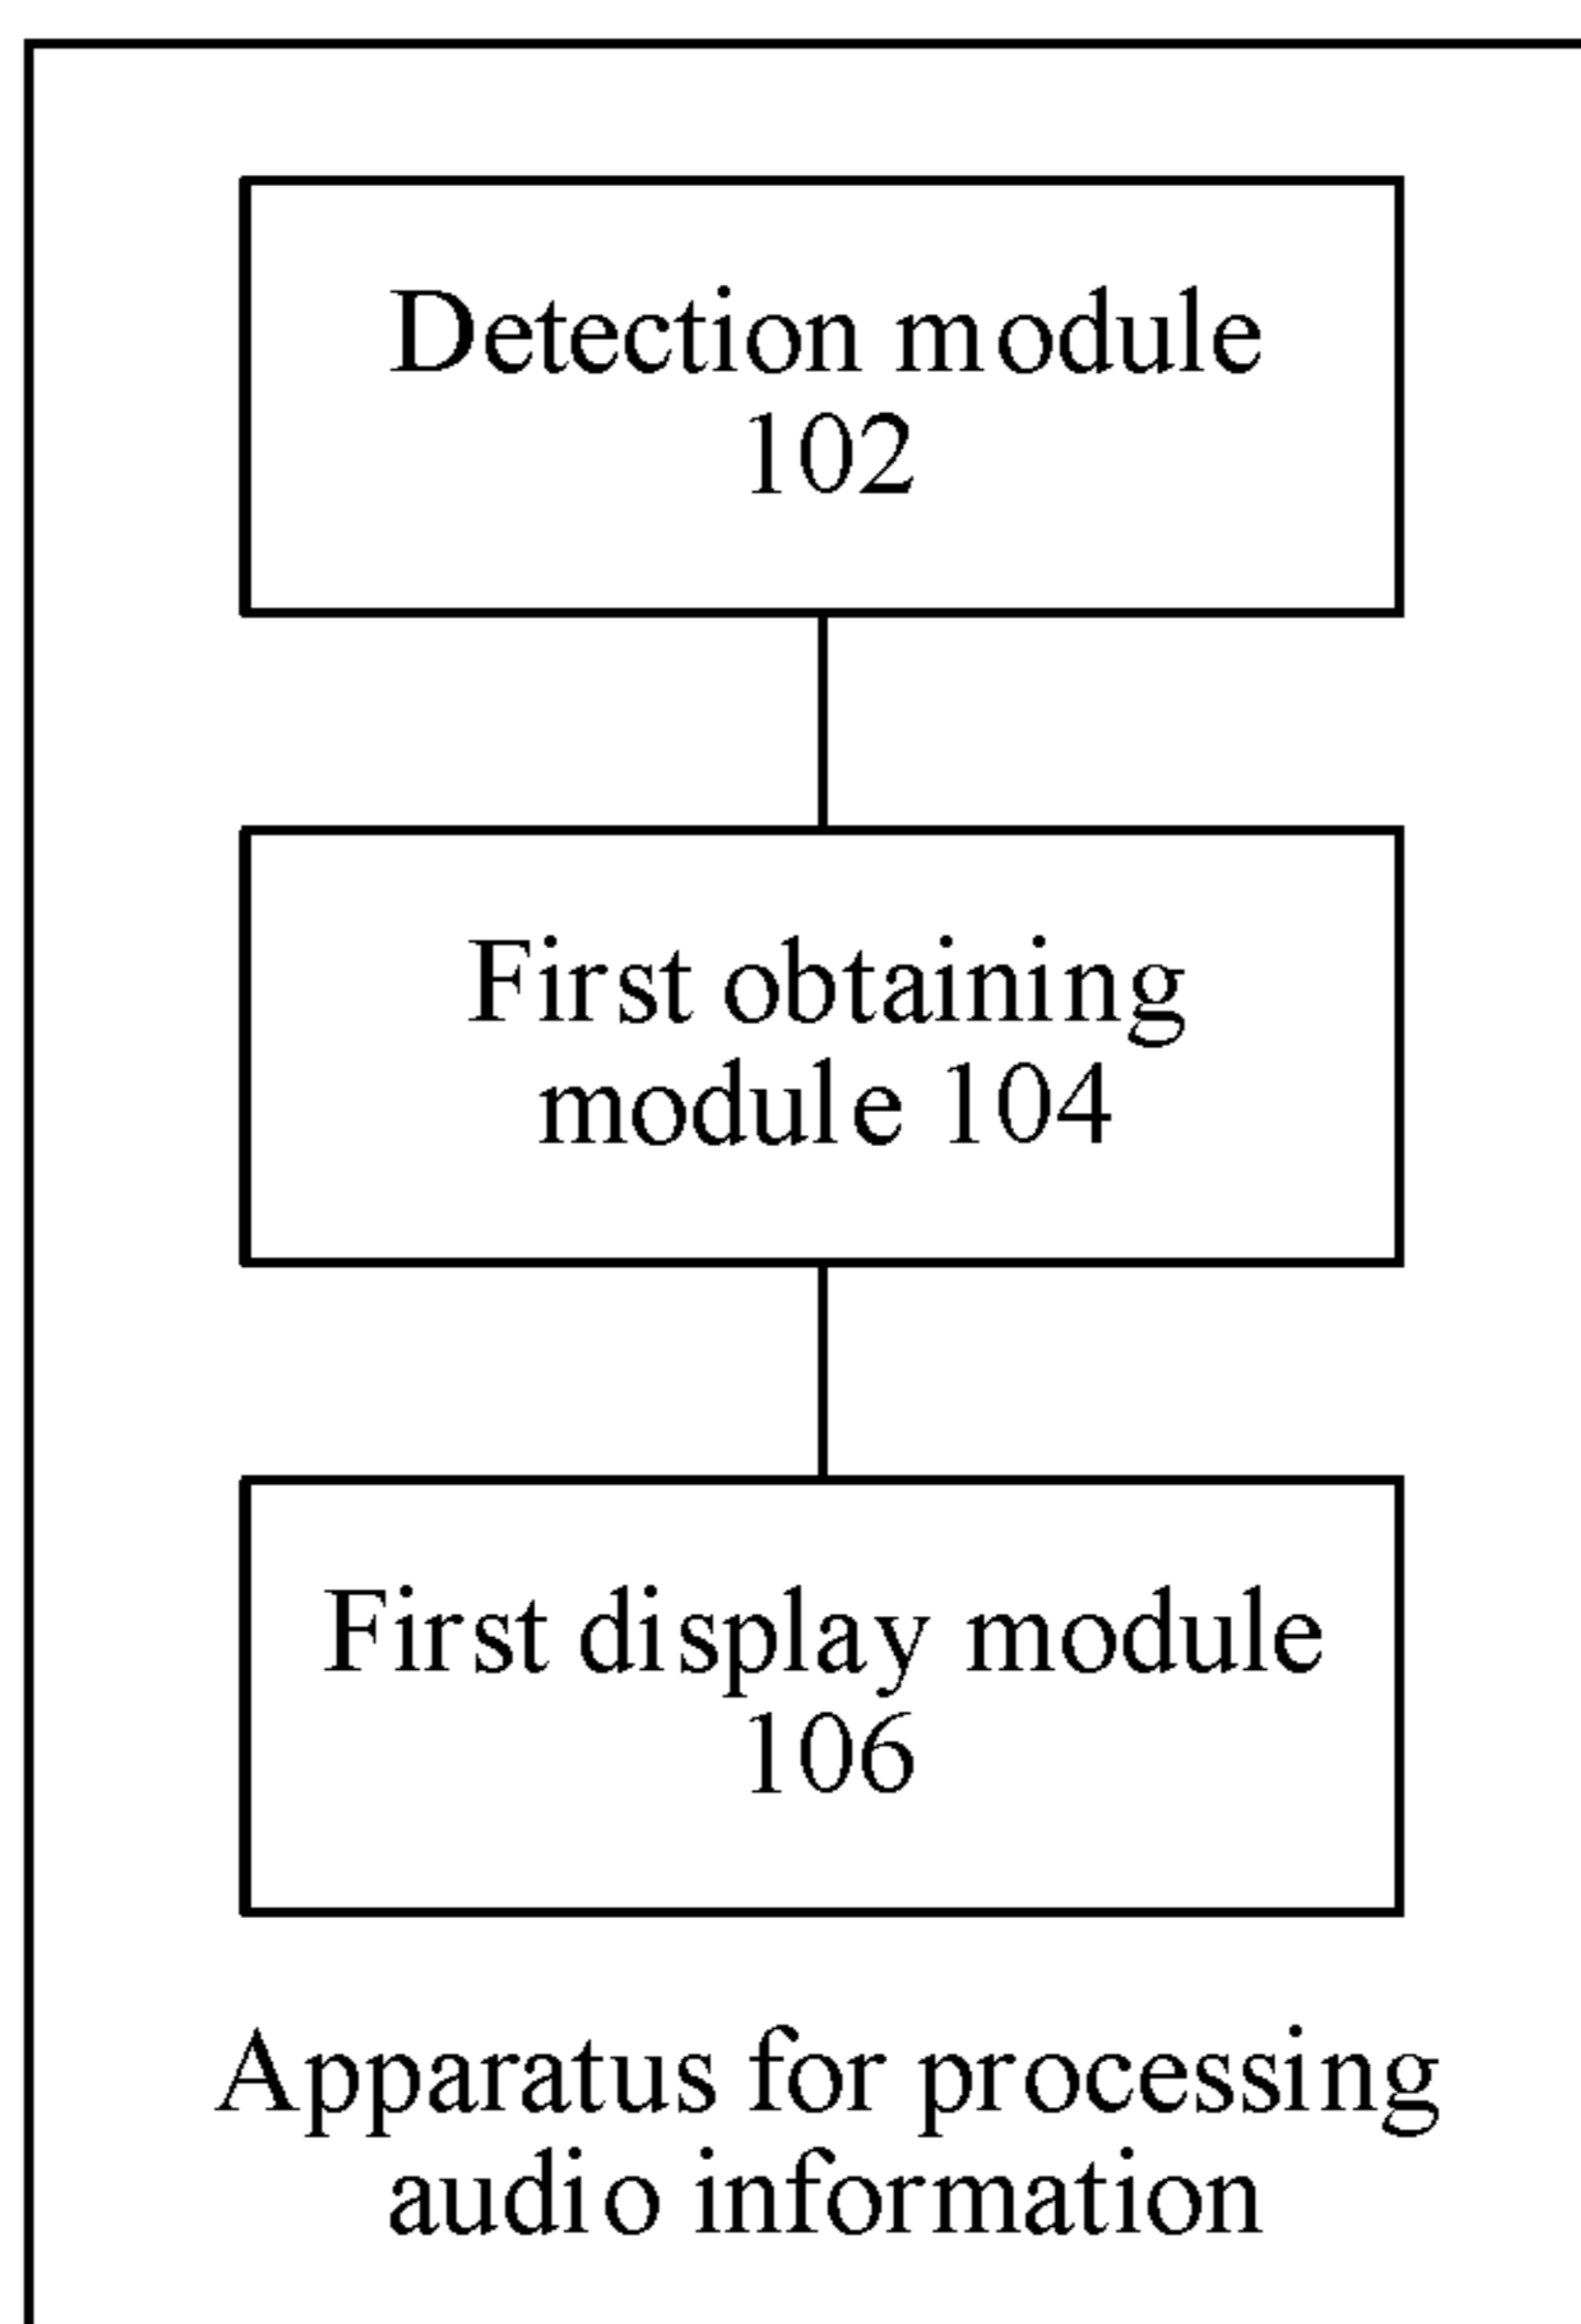 Detection module
102
First obtaining
module 104
First display module
106
Apparatus for processing
audio information